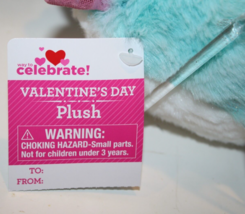 way to
celebrate!
VALENTINE'S DAY
Plush
WARNING:
CHOKING HAZARD-Small parts.
Not for children under 3 years.
TO:
FROM: